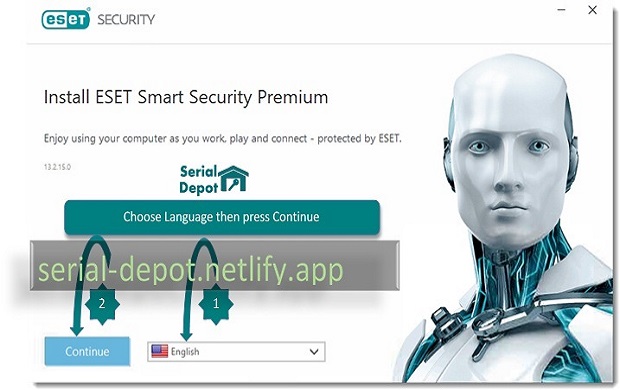 eseT SECURITY
Install ESET Smart Security Premium
Enjoy using your computer as you work, play and connect - protected by ESET.
13.2.15.0
Serial
Depot
Choose Language then press Continue
serial-depot.netlify.app
2
1
Continue
English